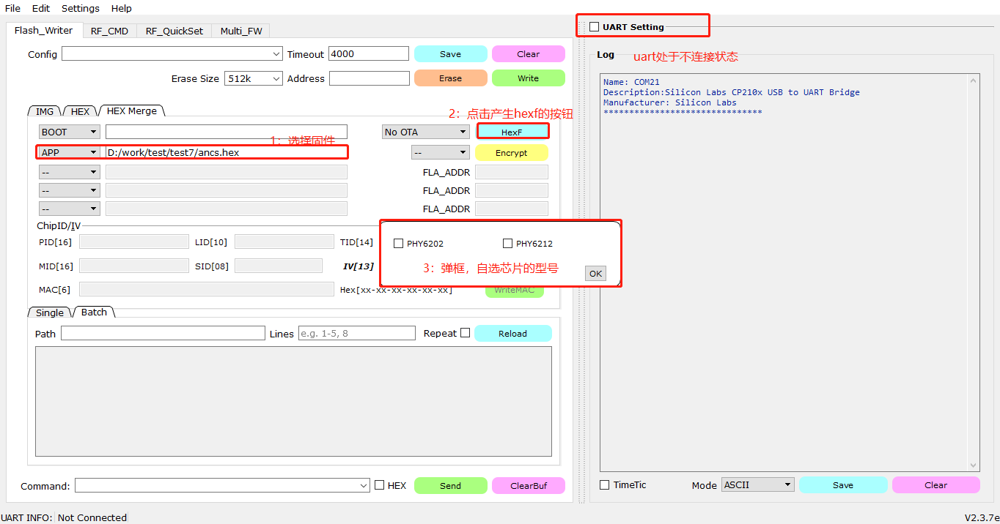 File Edit Settings Help
Flash_Writer RF_CMD RF_QuickSet Multi_FW
Config Timeout 4000 Save Clear
Erase Size 512k Address Erase Write
IMG HEX HEX Merge
2：点击产生hexf的按钮
BOOT No OTA HexF
1：选择固件
APP D:/work/test/test7/ancs.hex -- Encrypt
-- FLA_ADDR
-- FLA_ADDR
-- FLA_ADDR
ChipID/IV
PID[16] LID[10] TID[14]
MID[16] SID[08] IV[13]
MAC[6] Hex[xx-xx-xx-xx-xx-xx] WriteMAC
PHY6202 PHY6212
3：弹框，自选芯片的型号
OK
Single Batch
Path Lines e.g. 1-5, 8 Repeat Reload
Command: HEX Send ClearBuf
UART Setting
Log uart处于不连接状态
Name: COM21
Description:Silicon Labs CP210x USB to UART Bridge
Manufacturer: Silicon Labs
*******************************
TimeTic Mode ASCII Save Clear
UART INFO: Not Connected V2.3.7e